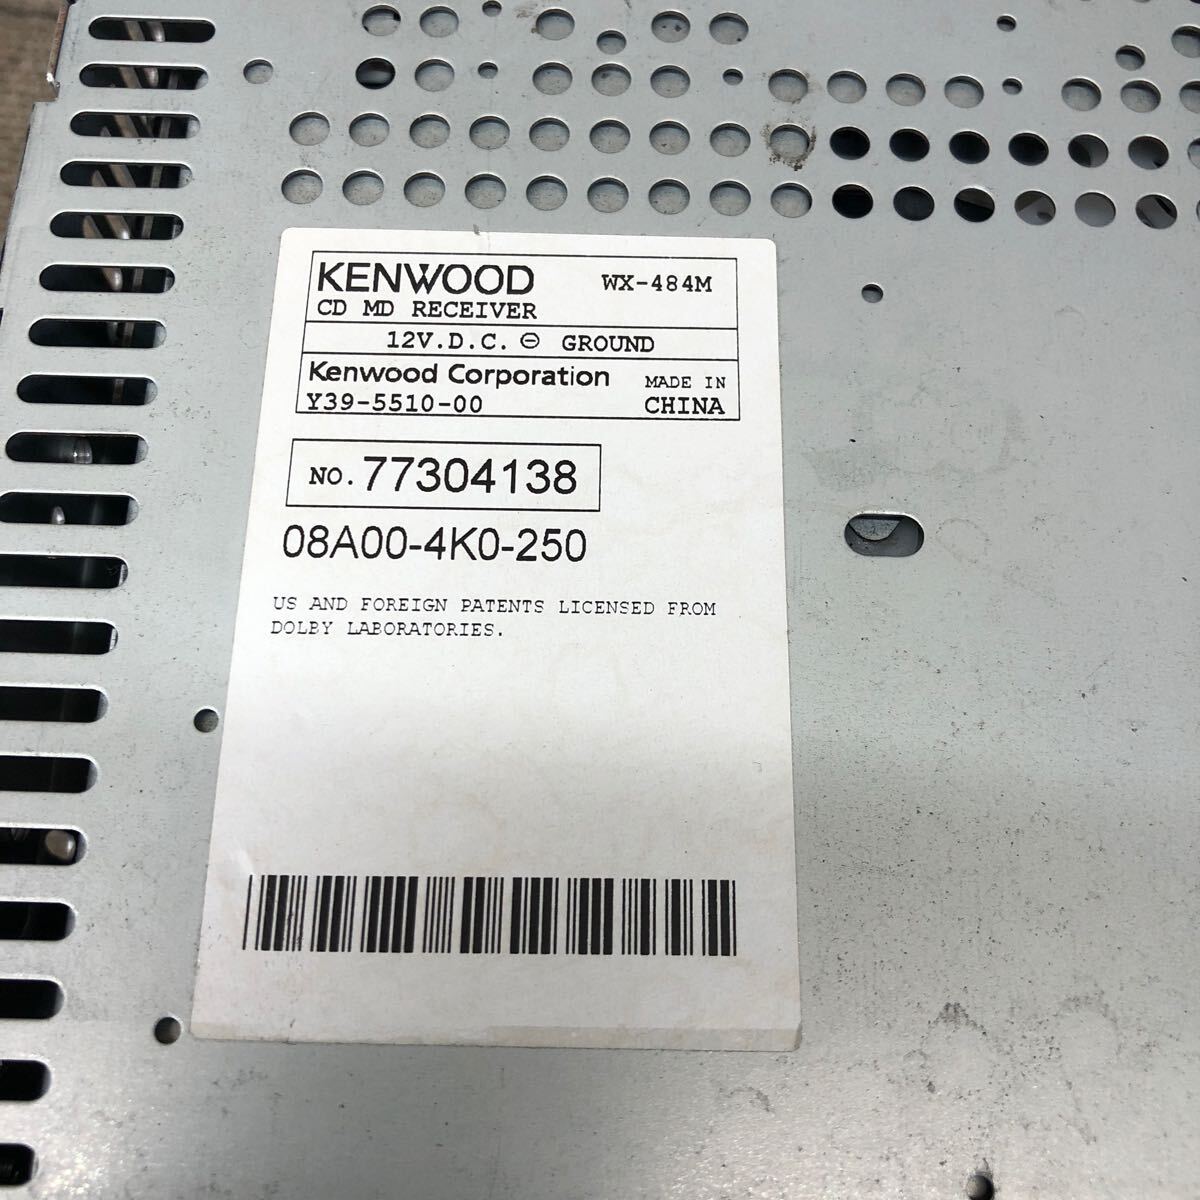 KENWOOD WX-484M
CD MD RECEIVER
12V.D.C. ⊖ GROUND
Kenwood Corporation MADE IN
Y39-5510-00 CHINA
NO. 77304138
08A00-4K0-250
US AND FOREIGN PATENTS LICENSED FROM
DOLBY LABORATORIES.